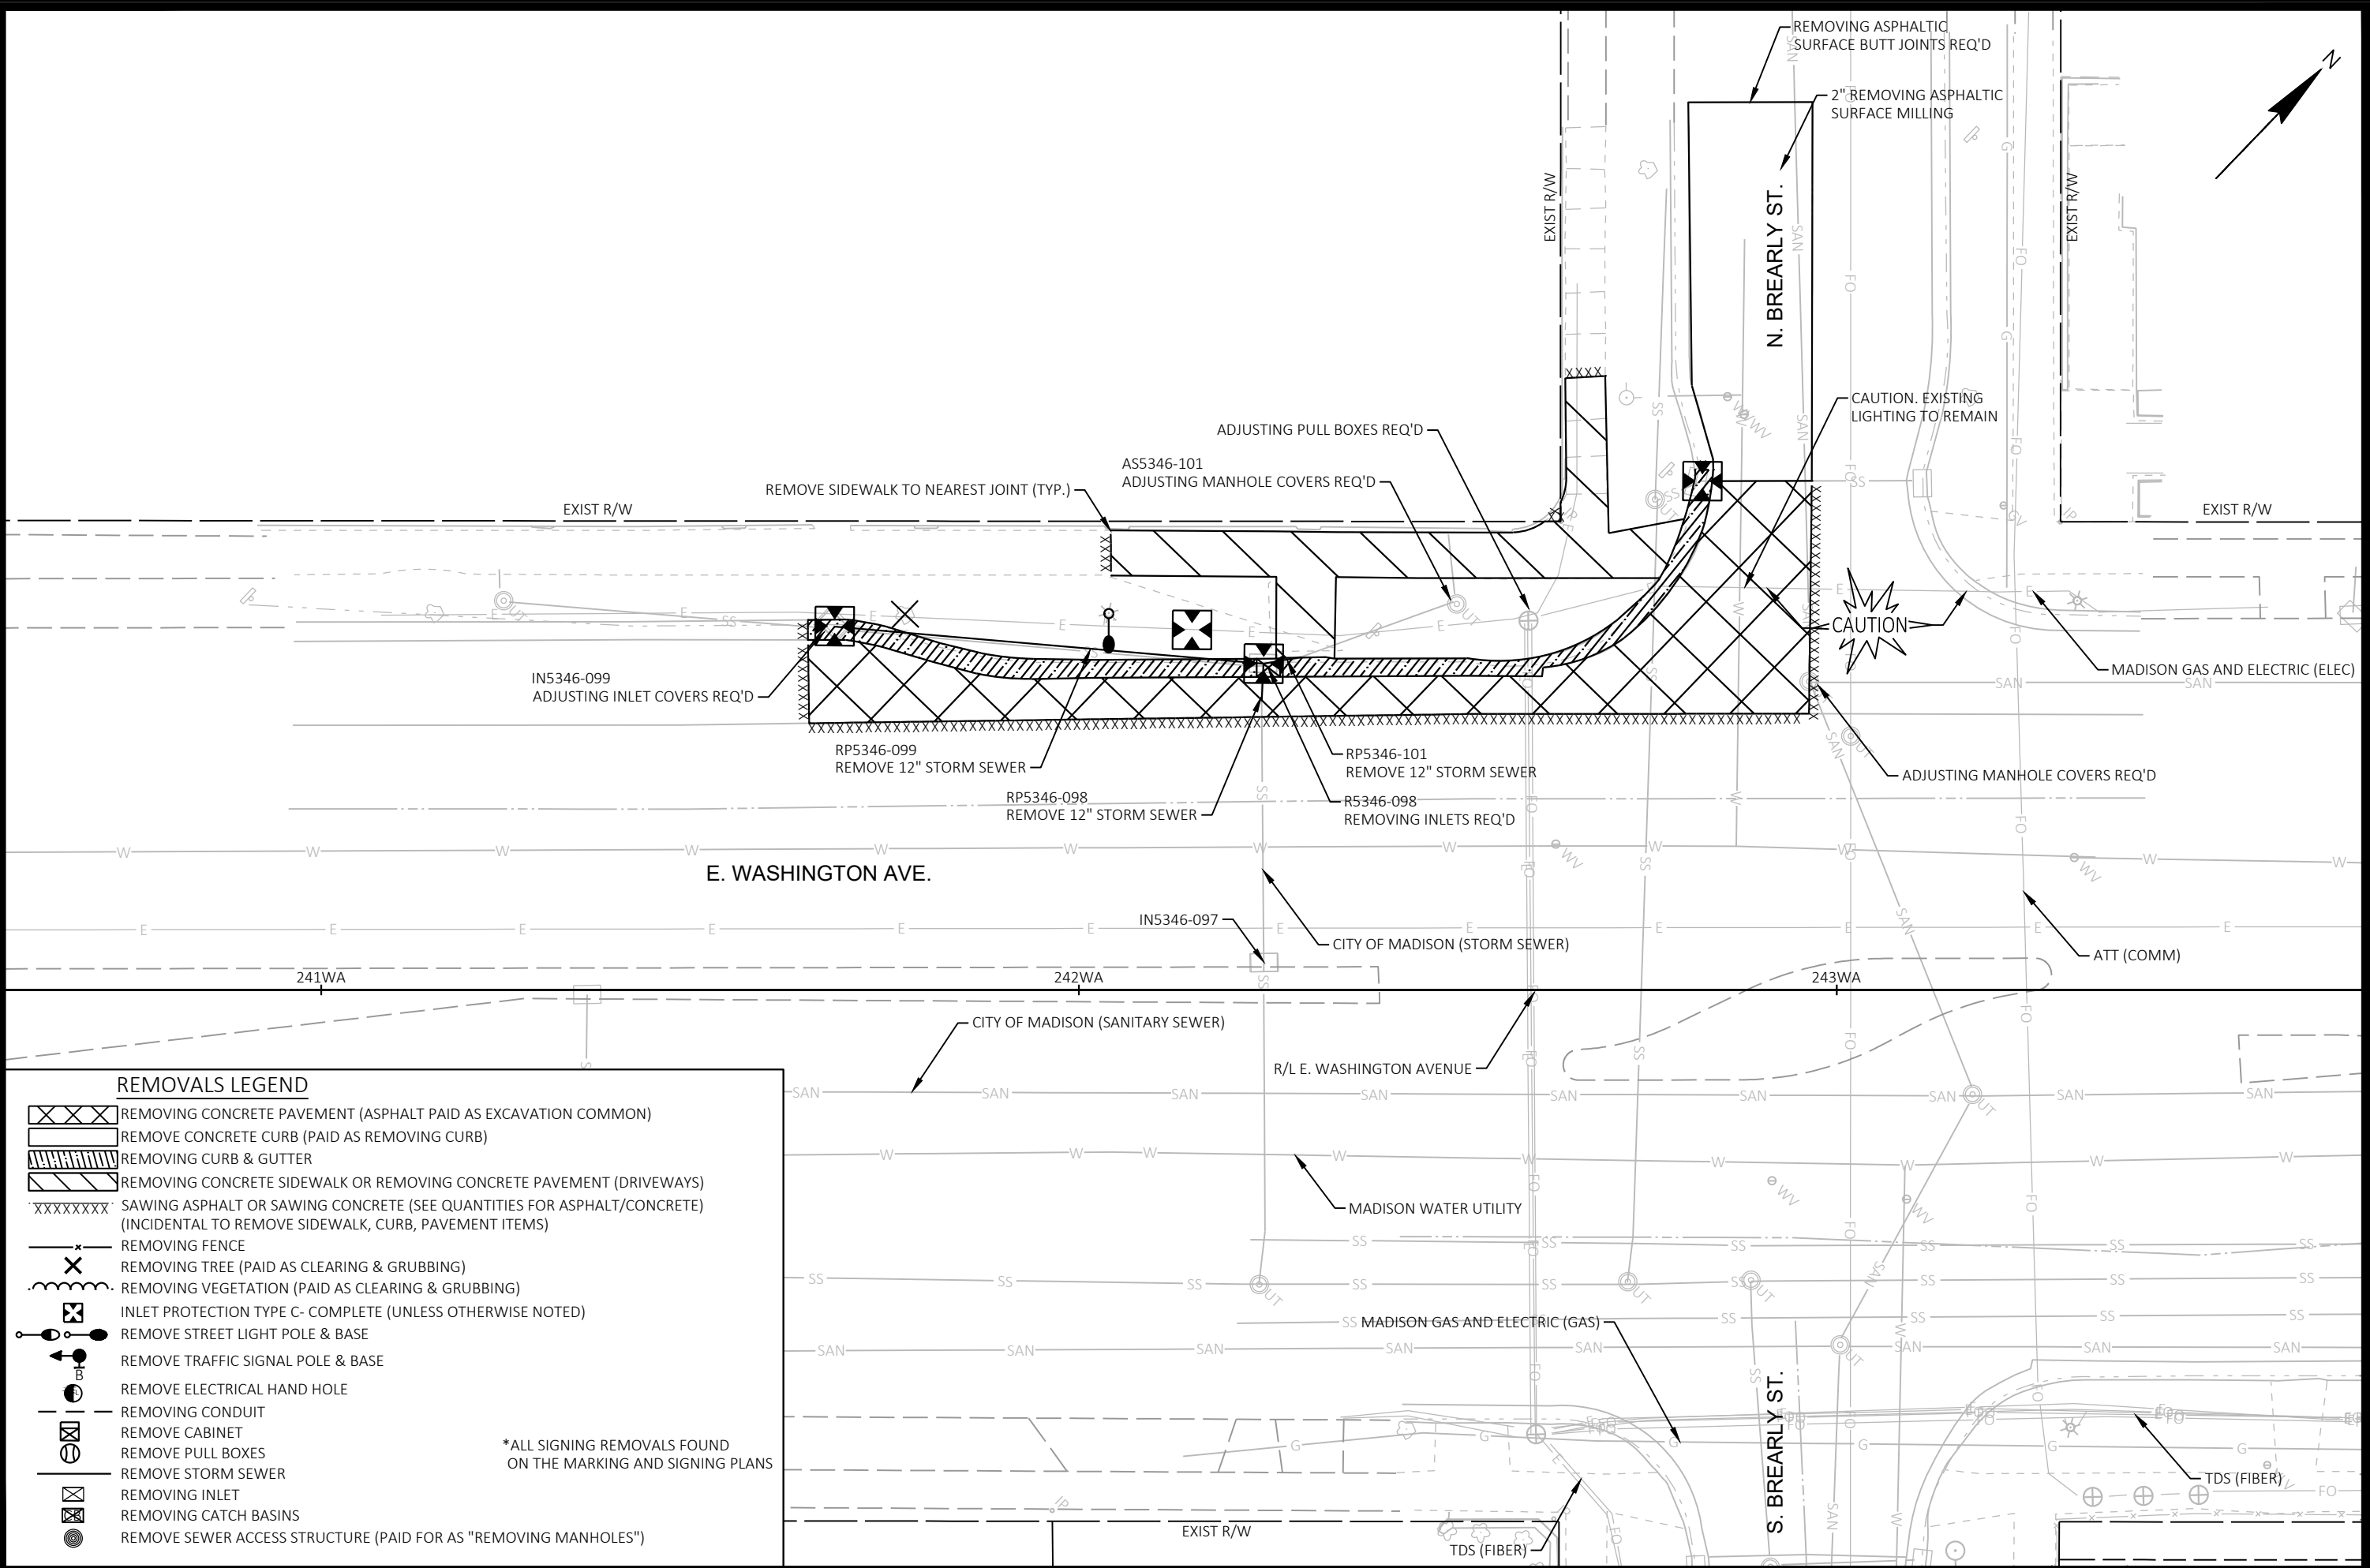 REMOVING ASPHALTIC
SURFACE BUTT JOINTS REQ'D
N
2" REMOVING ASPHALTIC
SURFACE MILLING
EXIST R/W
N. BREARLY ST.
EXIST R/W
CAUTION. EXISTING
LIGHTING TO REMAIN
ADJUSTING PULL BOXES REQ'D
AS5346-101
ADJUSTING MANHOLE COVERS REQ'D
REMOVE SIDEWALK TO NEAREST JOINT (TYP.)
EXIST R/W
EXIST R/W
CAUTION
IN5346-099
ADJUSTING INLET COVERS REQ'D
MADISON GAS AND ELECTRIC (ELEC)
RP5346-099
REMOVE 12" STORM SEWER
RP5346-101
REMOVE 12" STORM SEWER
ADJUSTING MANHOLE COVERS REQ'D
RP5346-098
REMOVE 12" STORM SEWER
R5346-098
REMOVING INLETS REQ'D
E. WASHINGTON AVE.
IN5346-097
CITY OF MADISON (STORM SEWER)
ATT (COMM)
241WA
242WA
243WA
CITY OF MADISON (SANITARY SEWER)
R/L E. WASHINGTON AVENUE
MADISON WATER UTILITY
MADISON GAS AND ELECTRIC (GAS)
S. BREARLY ST.
TDS (FIBER)
EXIST R/W
TDS (FIBER)
REMOVALS LEGEND
REMOVING CONCRETE PAVEMENT (ASPHALT PAID AS EXCAVATION COMMON)
REMOVE CONCRETE CURB (PAID AS REMOVING CURB)
REMOVING CURB & GUTTER
REMOVING CONCRETE SIDEWALK OR REMOVING CONCRETE PAVEMENT (DRIVEWAYS)
SAWING ASPHALT OR SAWING CONCRETE (SEE QUANTITIES FOR ASPHALT/CONCRETE)
(INCIDENTAL TO REMOVE SIDEWALK, CURB, PAVEMENT ITEMS)
REMOVING FENCE
REMOVING TREE (PAID AS CLEARING & GRUBBING)
REMOVING VEGETATION (PAID AS CLEARING & GRUBBING)
INLET PROTECTION TYPE C- COMPLETE (UNLESS OTHERWISE NOTED)
REMOVE STREET LIGHT POLE & BASE
REMOVE TRAFFIC SIGNAL POLE & BASE
B
REMOVE ELECTRICAL HAND HOLE
REMOVING CONDUIT
REMOVE CABINET
REMOVE PULL BOXES
REMOVE STORM SEWER
REMOVING INLET
REMOVING CATCH BASINS
REMOVE SEWER ACCESS STRUCTURE (PAID FOR AS "REMOVING MANHOLES")
*ALL SIGNING REMOVALS FOUND
ON THE MARKING AND SIGNING PLANS